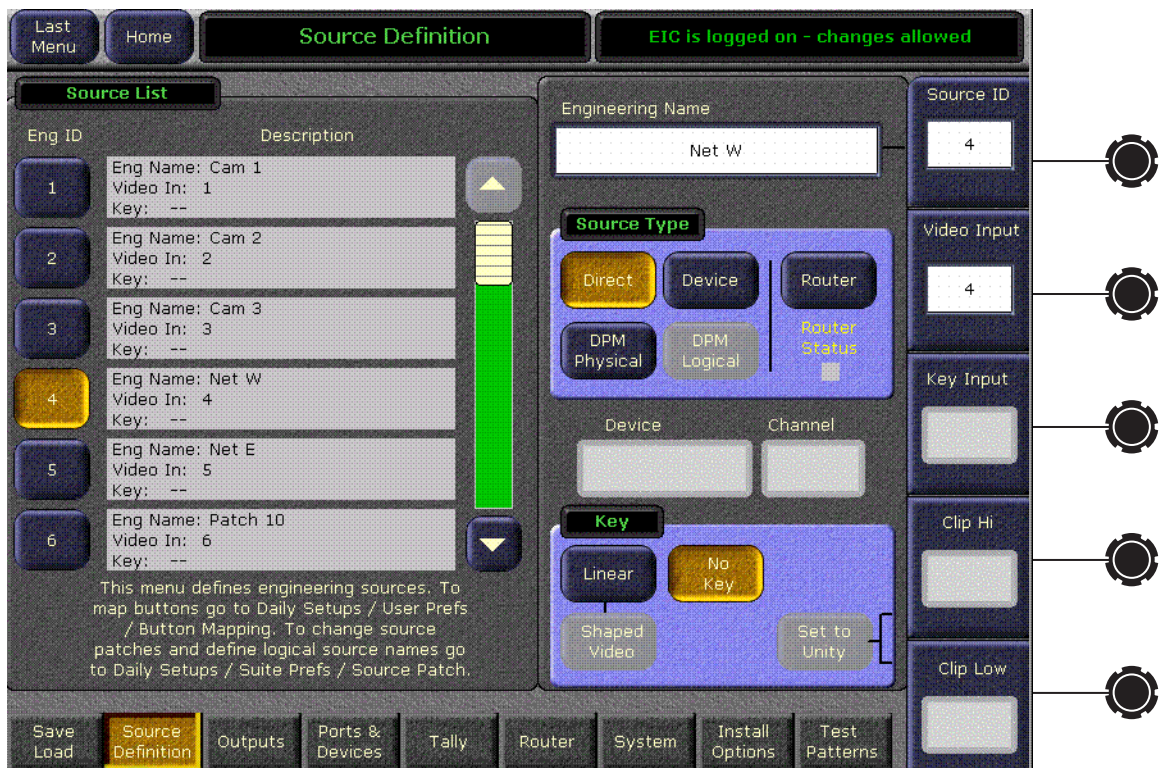 Last
Menu
Home
Source Definition
EIC is logged on - changes allowed
Source List
Eng ID
Description
1
Eng Name: Cam 1
Video In: 1
Key: --
2
Eng Name: Cam 2
Video In: 2
Key: --
3
Eng Name: Cam 3
Video In: 3
Key: --
4
Eng Name: Net W
Video In: 4
Key: --
5
Eng Name: Net E
Video In: 5
Key: --
6
Eng Name: Patch 10
Video In: 6
Key: --
This menu defines engineering sources. To
map buttons go to Daily Setups / User Prefs
/ Button Mapping. To change source
patches and define logical source names go
to Daily Setups / Suite Prefs / Source Patch.
Engineering Name
Net W
Source Type
Direct
Device
Router
DPM
Physical
DPM
Logical
Router
Status
Device
Channel
Key
Linear
No
Key
Shaped
Video
Set to
Unity
Source ID
4
Video Input
4
Key Input
Clip Hi
Clip Low
Save
Load
Source
Definition
Outputs
Ports &
Devices
Tally
Router
System
Install
Options
Test
Patterns